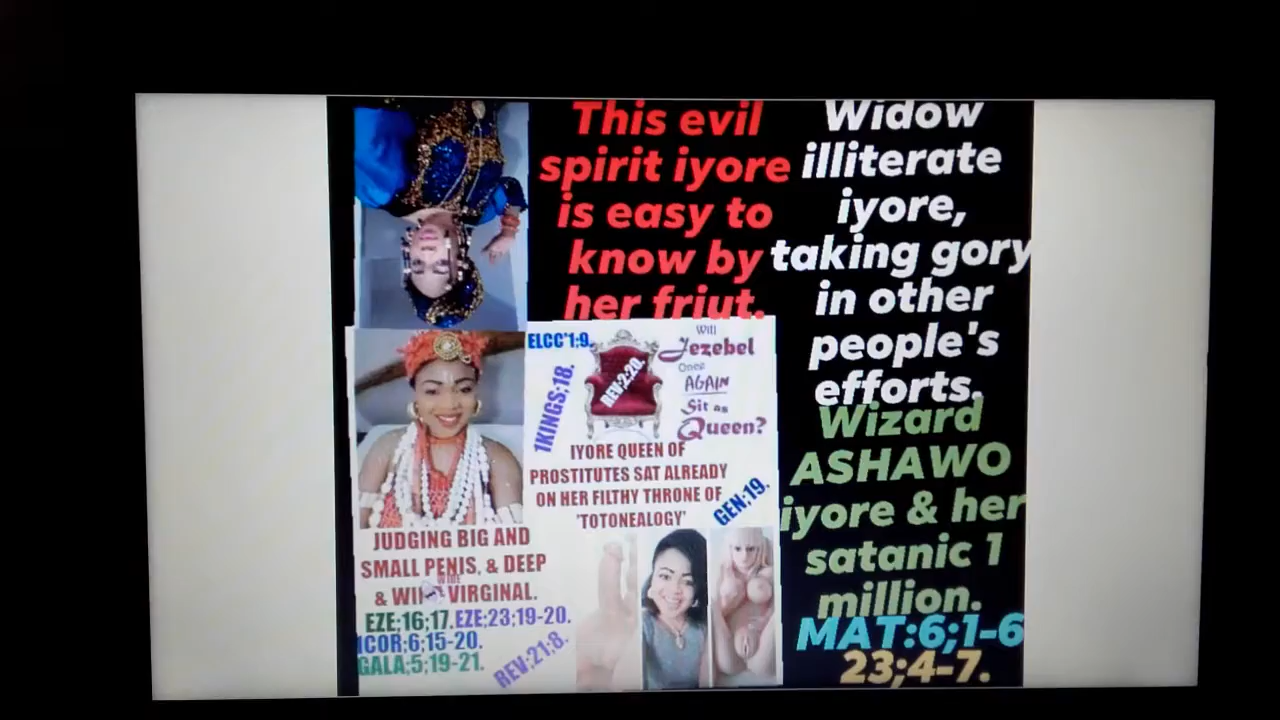 This evil
spirit iyore
is easy to
know by
her friut.
Widow
illiterate
iyore,
taking gory
in other
people's
efforts.
Wizard
ASHAWO
iyore & her
satanic 1
million.
MAT:6;1-6
23;4-7.
ELCC'1:9.
1KINGS;18.
REV:2:20.
Will
Jezebel
Once
AGAIN
Sit as
Queen?
IYORE QUEEN OF
PROSTITUTES SAT ALREADY
ON HER FILTHY THRONE OF
'TOTONEALOGY'
GEN;19.
JUDGING BIG AND
SMALL PENIS, & DEEP
WIDE
& VIRGINAL.
EZE;16;17. EZE;23;19-20.
1COR;6;15-20.
GALA;5;19-21.
REV;21:8.